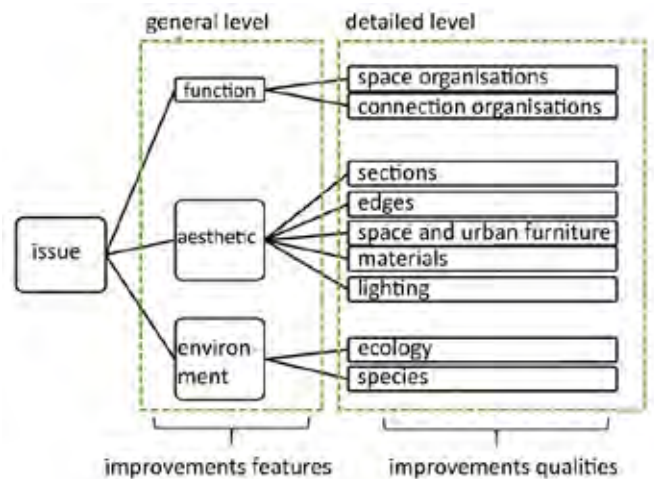 general level
detailed level
function
space organisations
connection organisations
sections
edges
issue
aesthetic
space and urban furniture
materials
lighting
environ-
ment
ecology
species
improvements features
improvements qualities